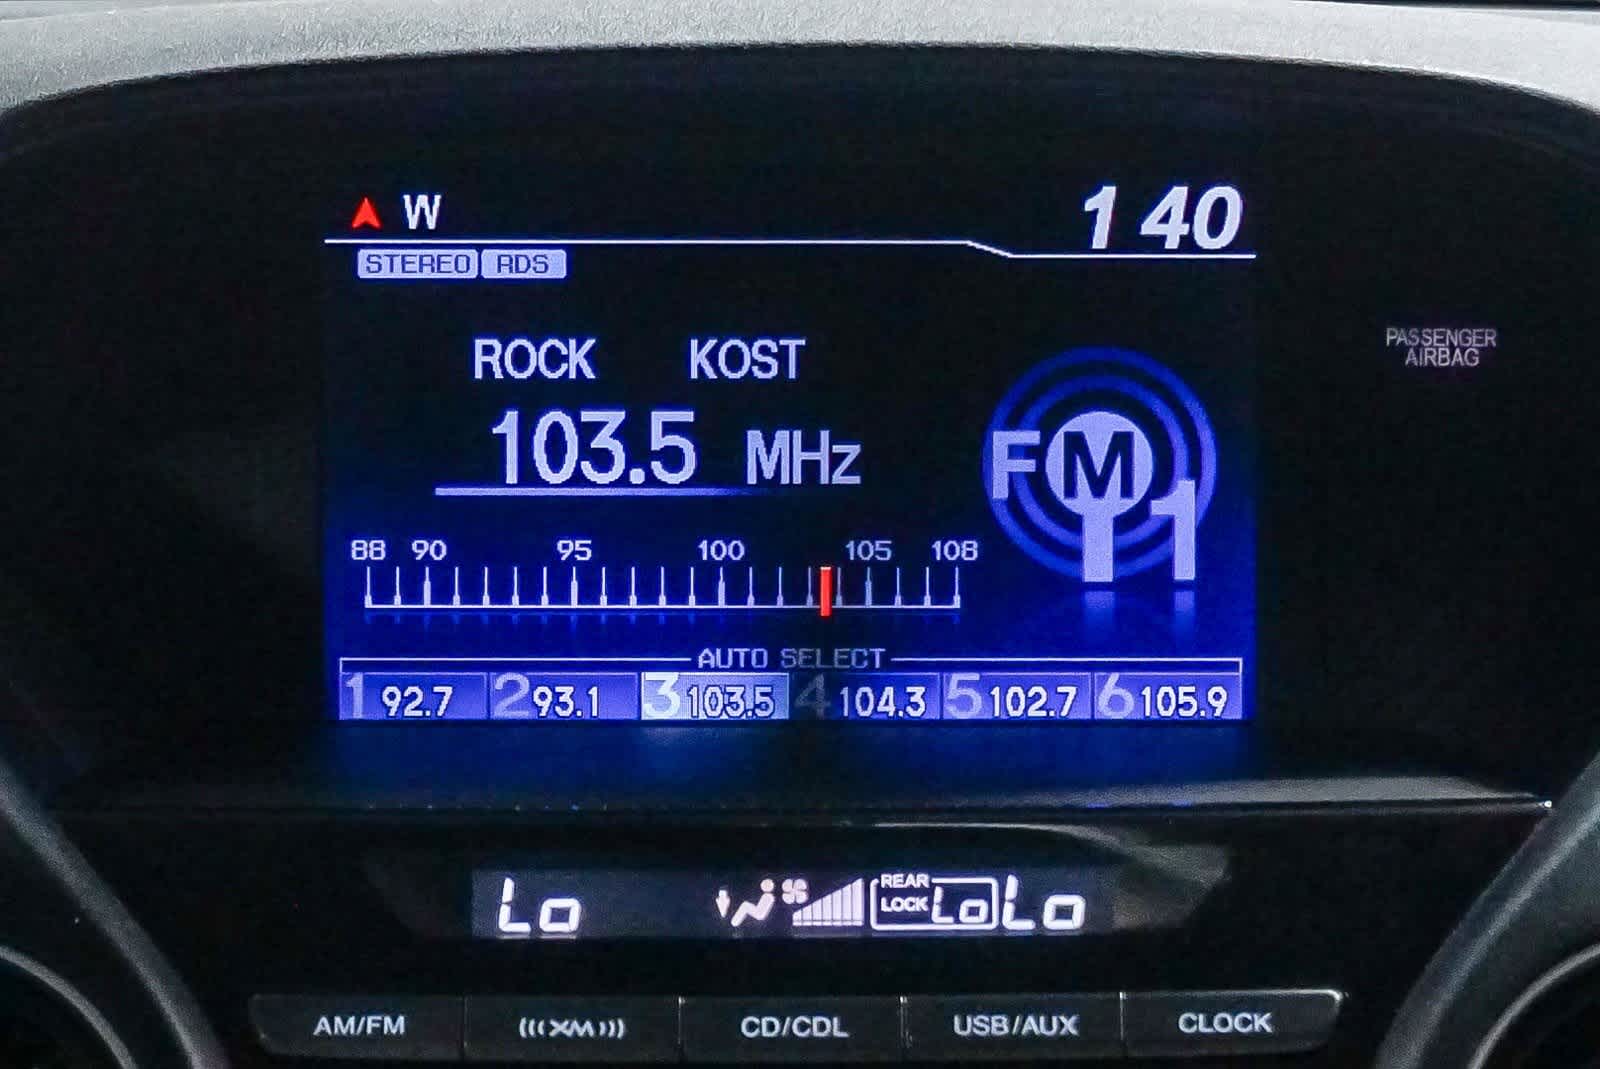 W 1 40
STEREO RDS
ROCK KOST
PASSENGER
AIRBAG
103.5 MHz
FM1
88 90 95 100 105 108
AUTO SELECT
1 92.7 2 93.1 3 103.5 4 104.3 5 102.7 6 105.9
Lo REAR LOCK Lo Lo
AM/FM (((XM))) CD/CDL USB/AUX CLOCK